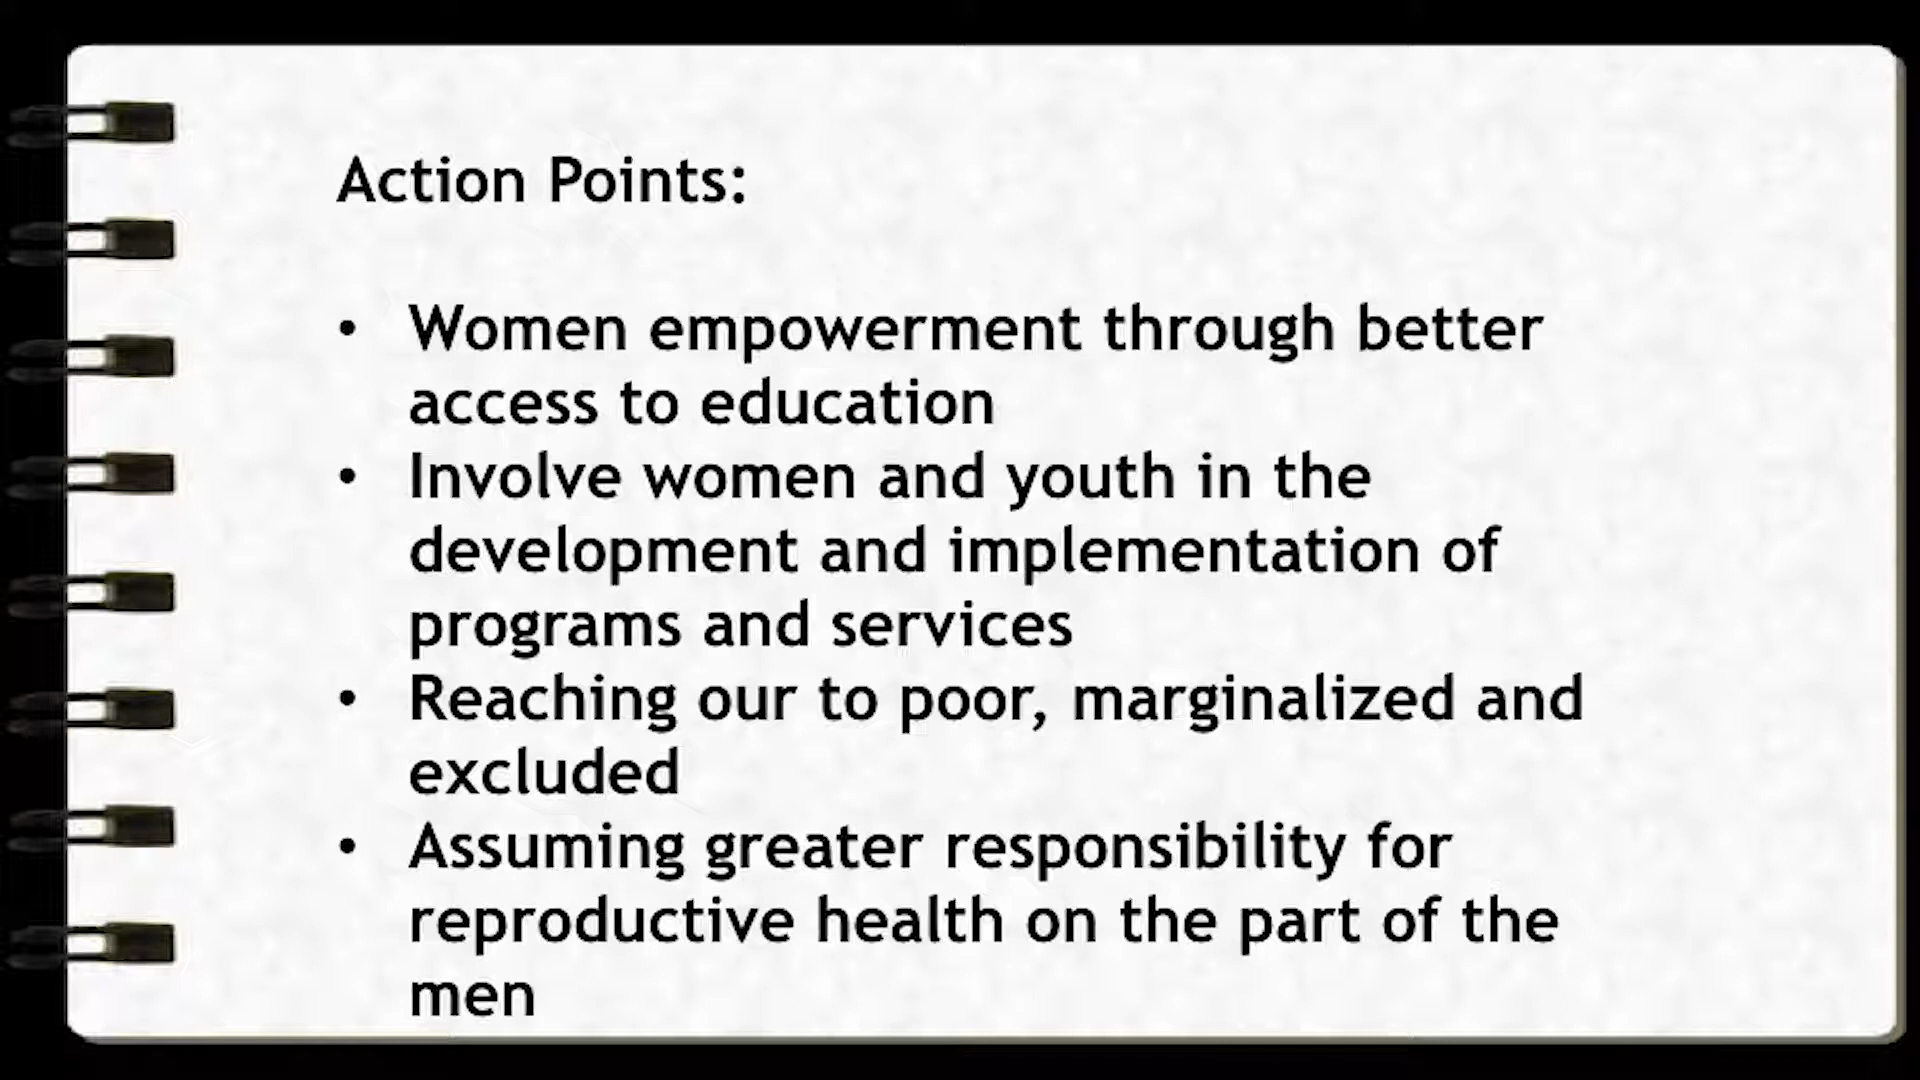 Action Points:
• Women empowerment through better
access to education
• Involve women and youth in the
development and implementation of
programs and services
• Reaching our to poor, marginalized and
excluded
• Assuming greater responsibility for
reproductive health on the part of the
men